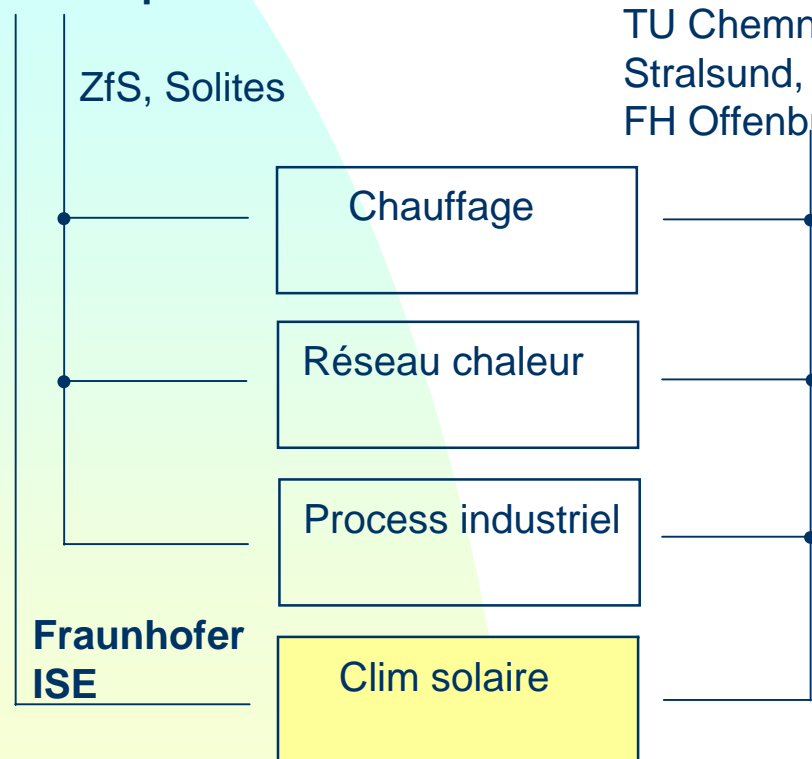 ZfS, Solites
TU Chemn
Stralsund,
FH Offenb
Chauffage
Réseau chaleur
Process industriel
Fraunhofer
ISE
Clim solaire